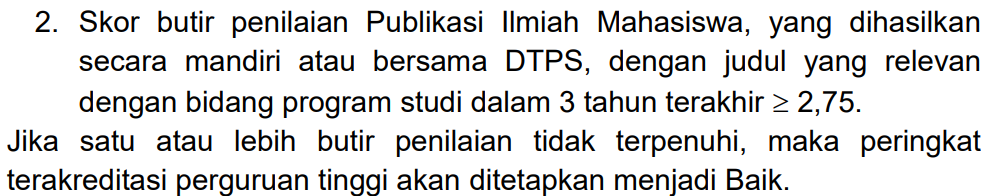 2. Skor butir penilaian Publikasi Ilmiah Mahasiswa, yang dihasilkan
secara mandiri atau bersama DTPS, dengan judul yang relevan
dengan bidang program studi dalam 3 tahun terakhir ≥ 2,75.
Jika satu atau lebih butir penilaian tidak terpenuhi, maka peringkat
terakreditasi perguruan tinggi akan ditetapkan menjadi Baik.